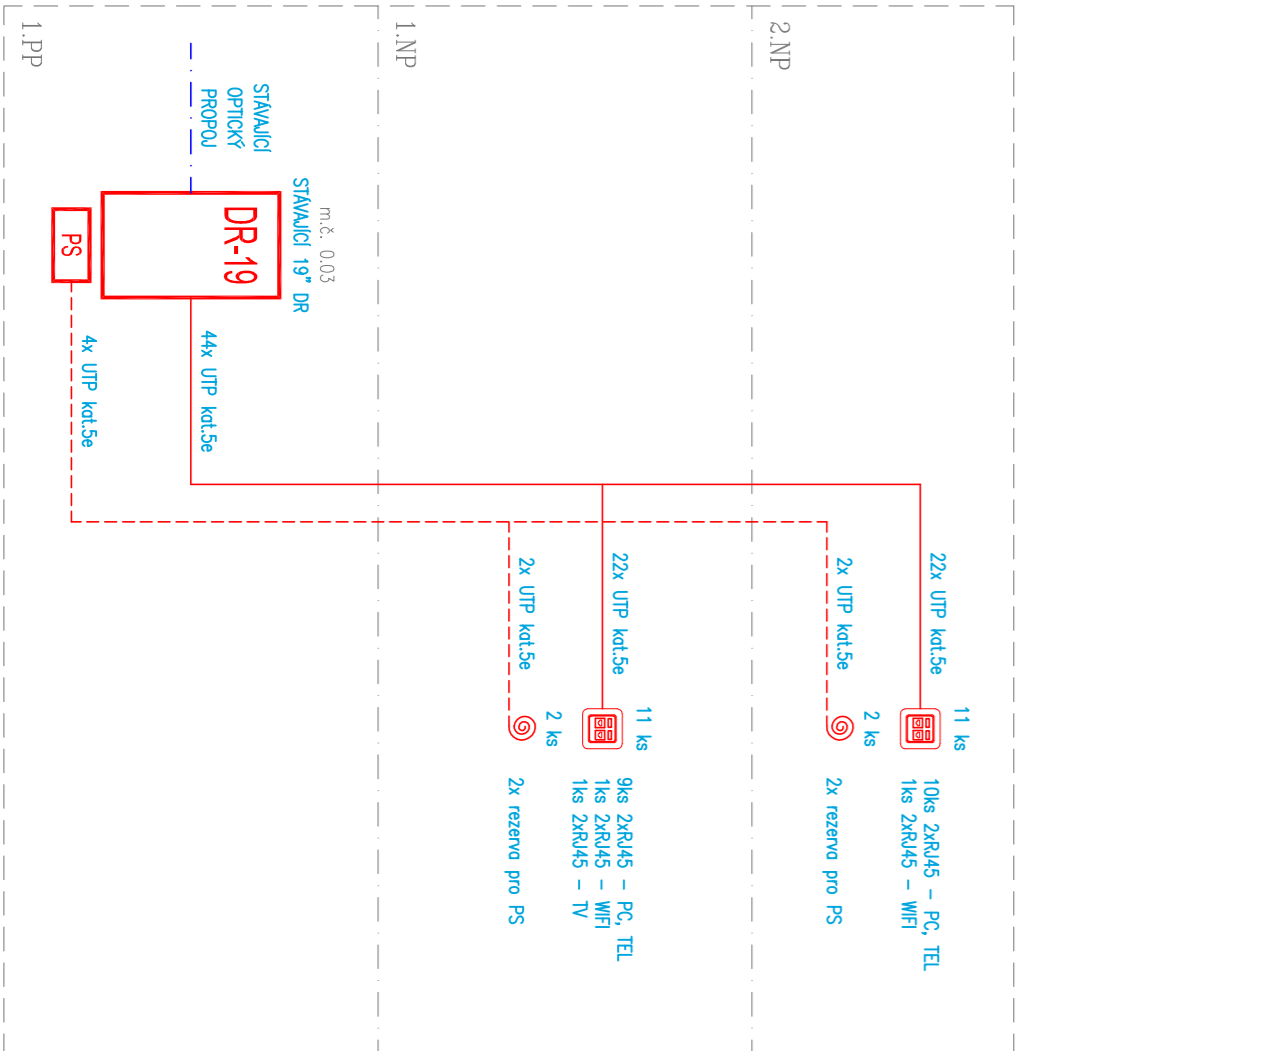 2.NP
11 ks
22x UTP kat.5e
10ks 2xRJ45 - PC, TEL
1ks 2xRJ45 - WIFI
2 ks
2x UTP kat.5e
2x rezerva pro PS
1.NP
11 ks
22x UTP kat.5e
9ks 2xRJ45 - PC, TEL
1ks 2xRJ45 - WIFI
1ks 2xRJ45 - TV
2 ks
2x UTP kat.5e
2x rezerva pro PS
1.PP
m.č. 0.03
STÁVAJÍCÍ 19" DR
STÁVAJÍCÍ
OPTICKÝ
PROPOJ
DR-19
44x UTP kat.5e
PS
4x UTP kat.5e